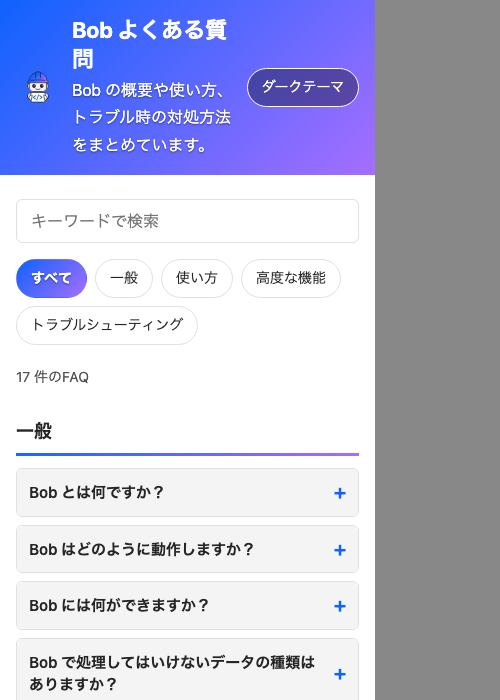 Bob よくある質
問
Bob の概要や使い方、
トラブル時の対処方法
をまとめています。
ダークテーマ
キーワードで検索
すべて
一般
使い方
高度な機能
トラブルシューティング
17 件のFAQ
一般
Bob とは何ですか？
+
Bob はどのように動作しますか？
+
Bob には何ができますか？
+
Bob で処理してはいけないデータの種類は
ありますか？
+